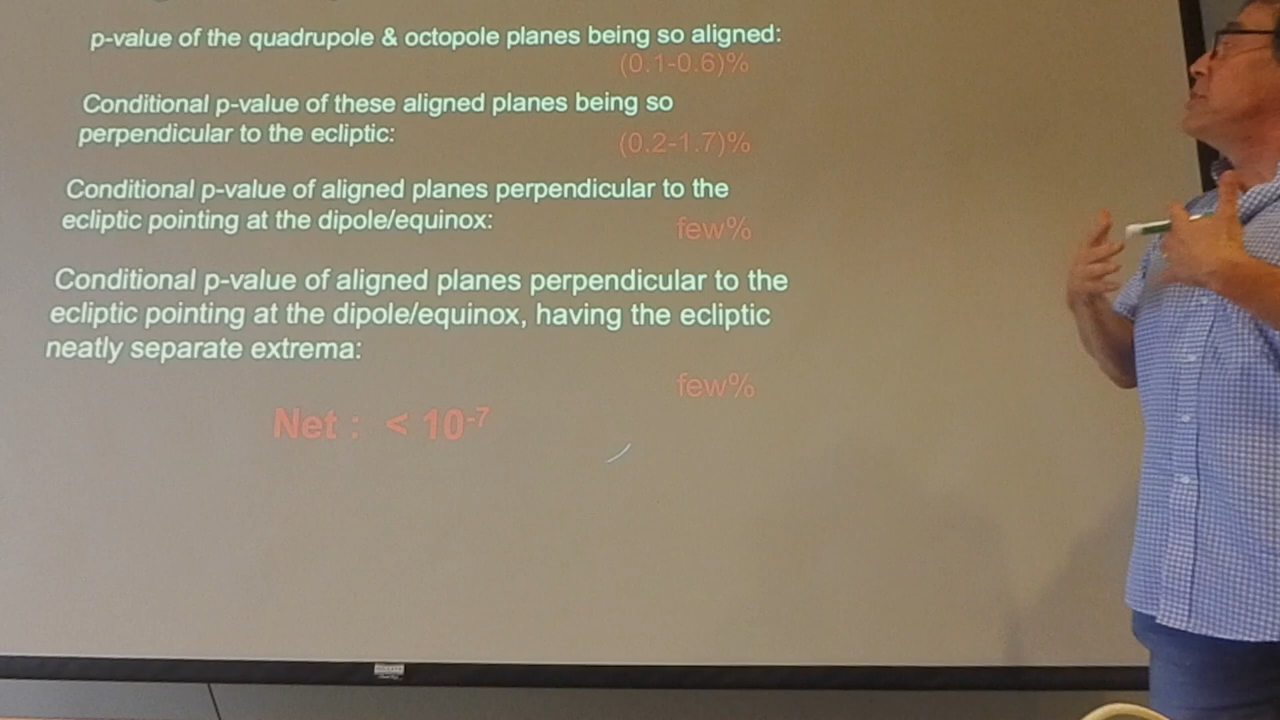 p-value of the quadrupole & octopole planes being so aligned:
(0.1-0.6)%
Conditional p-value of these aligned planes being so
perpendicular to the ecliptic:
(0.2-1.7)%
Conditional p-value of aligned planes perpendicular to the
ecliptic pointing at the dipole/equinox:
few%
Conditional p-value of aligned planes perpendicular to the
ecliptic pointing at the dipole/equinox, having the ecliptic
neatly separate extrema:
few%
Net : < 10⁻⁷